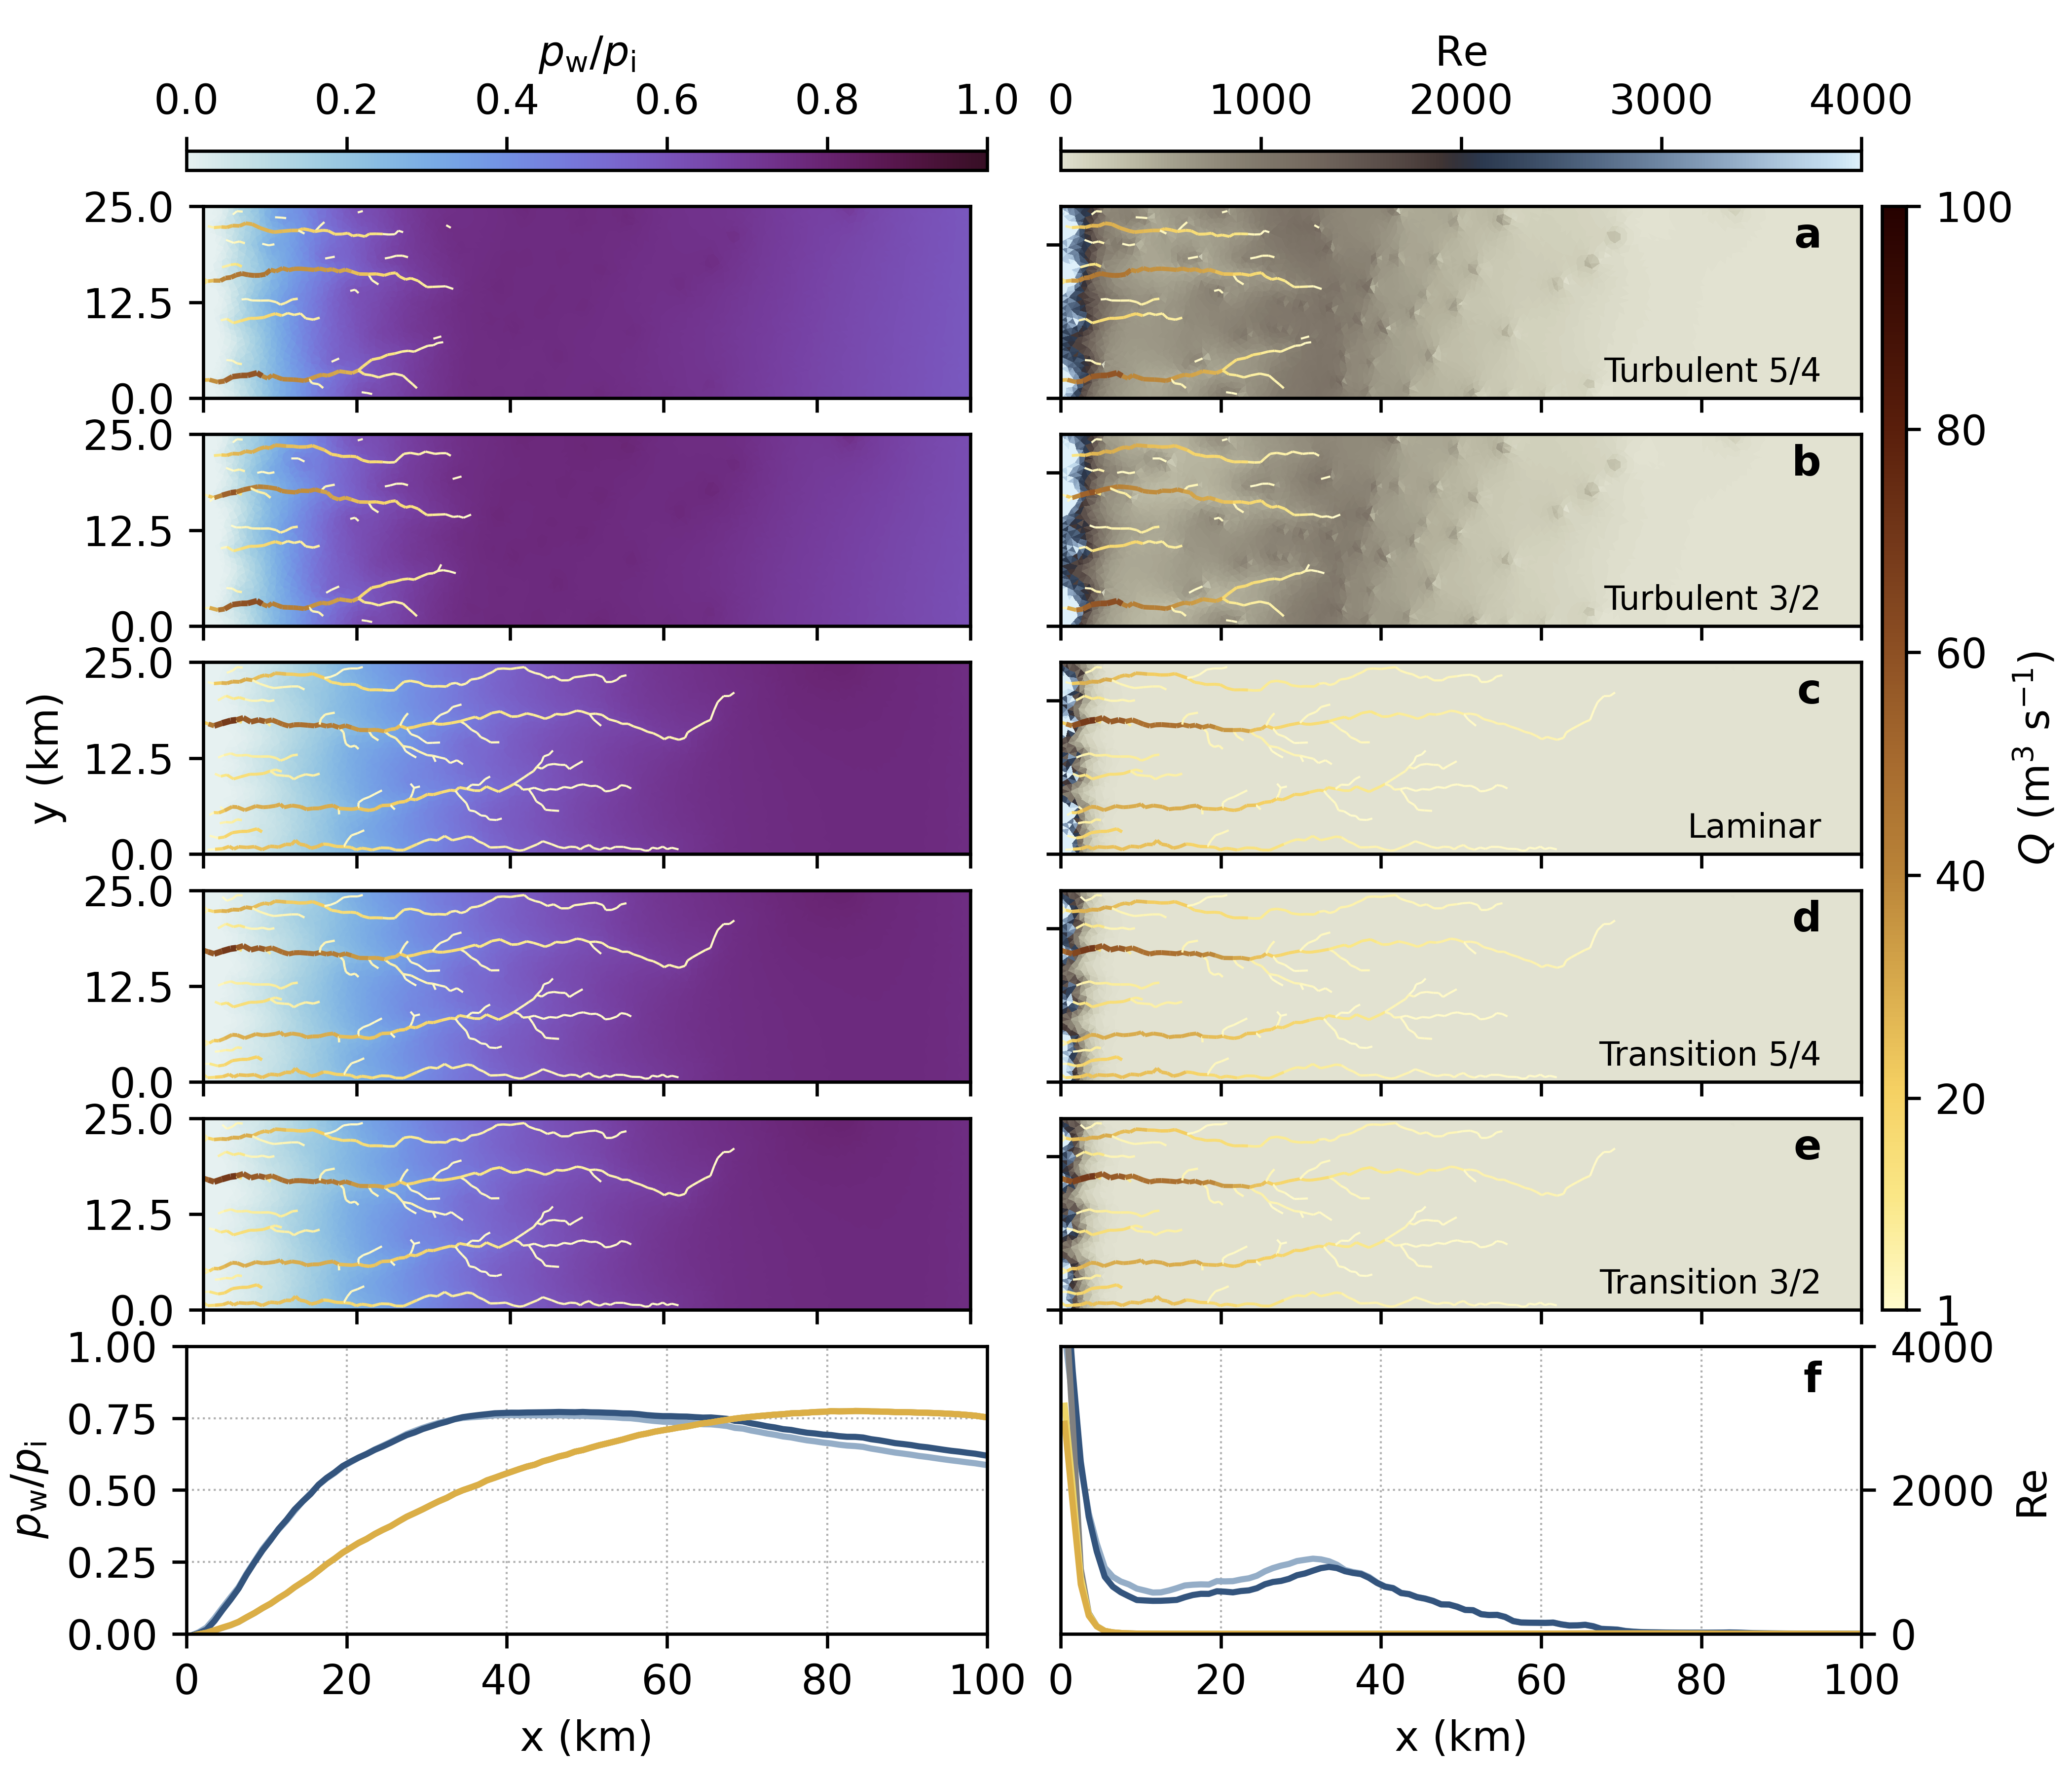 p_w/p_i
Re
0.0 0.2 0.4 0.6 0.8 1.0
0 1000 2000 3000 4000
25.0
12.5
0.0
a
Turbulent 5/4
25.0
12.5
0.0
b
Turbulent 3/2
25.0
12.5
0.0
c
Laminar
25.0
12.5
0.0
d
Transition 5/4
25.0
12.5
0.0
e
Transition 3/2
y (km)
100
80
60
40
20
1
Q (m³ s⁻¹)
1.00
0.75
0.50
0.25
0.00
p_w/p_i
f
4000
2000
0
Re
0 20 40 60 80 100
0 20 40 60 80 100
x (km)
x (km)